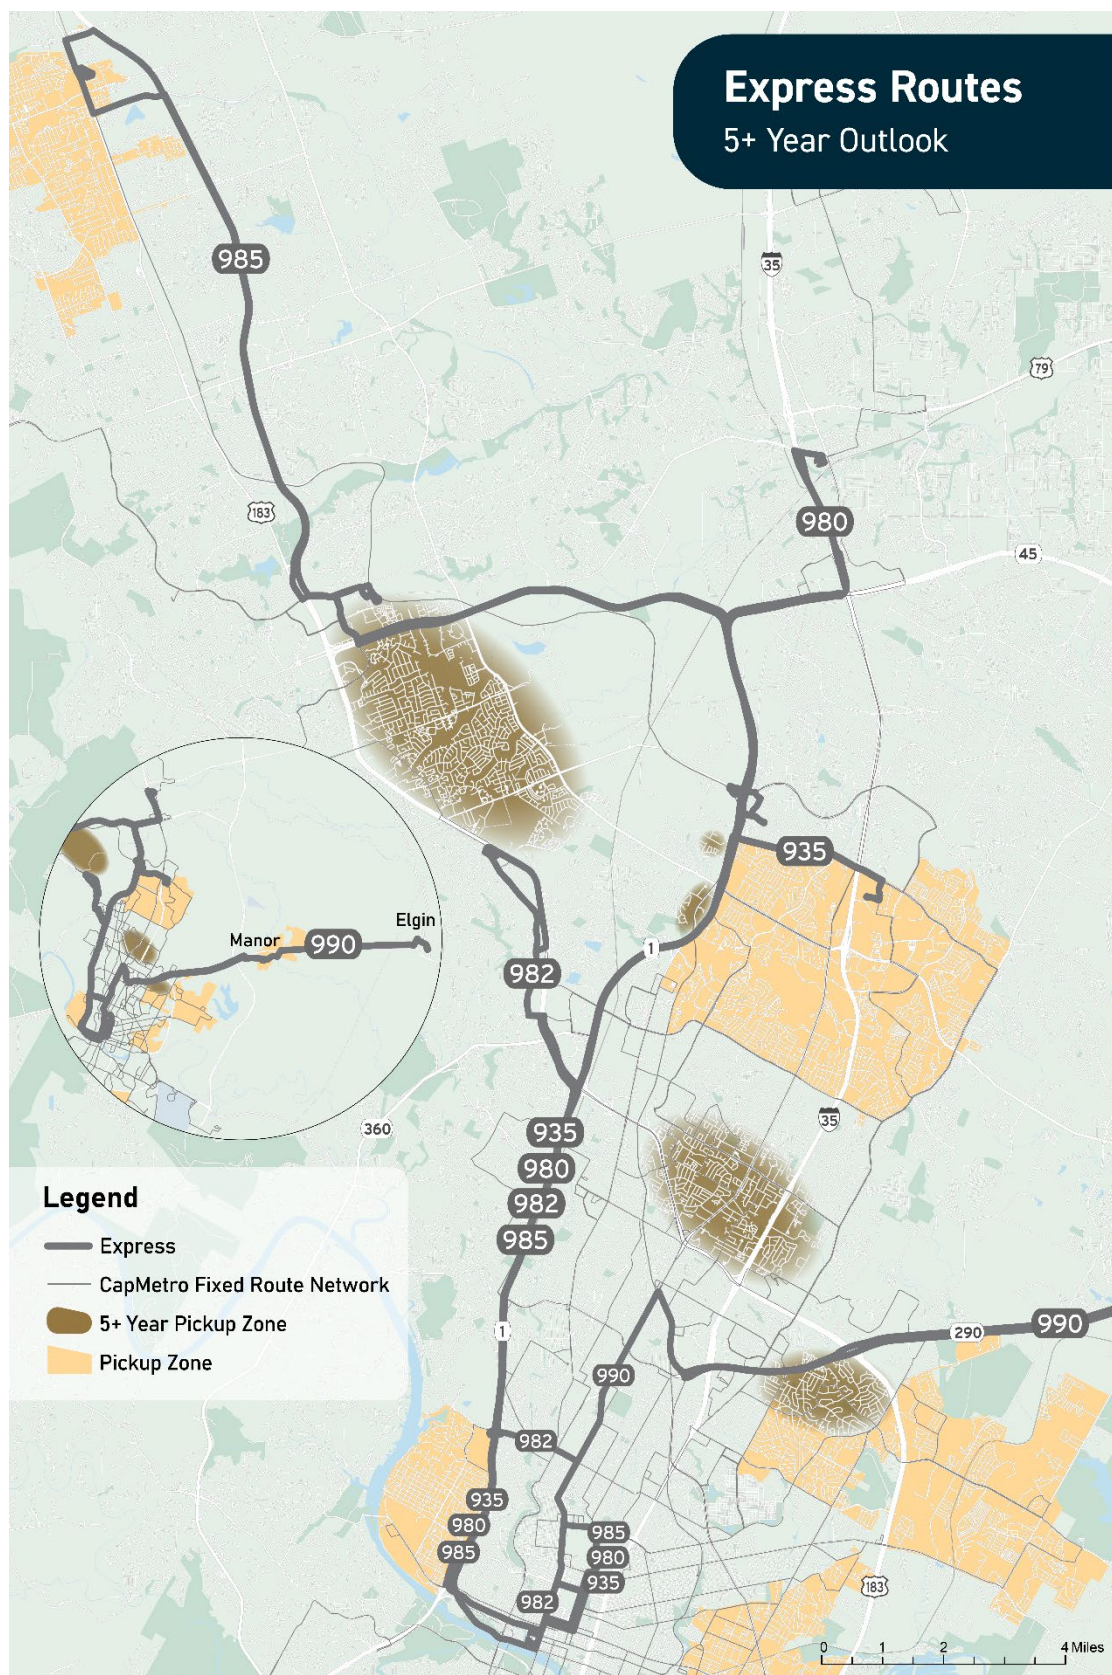 Express Routes
5+ Year Outlook
985
35
79
183
980
45
935
1
982
Manor
990
Elgin
360
35
935
980
982
985
Legend
Express
CapMetro Fixed Route Network
5+ Year Pickup Zone
Pickup Zone
1
290
990
990
982
935
980
985
985
980
935
982
183
0 1 2 4 Miles